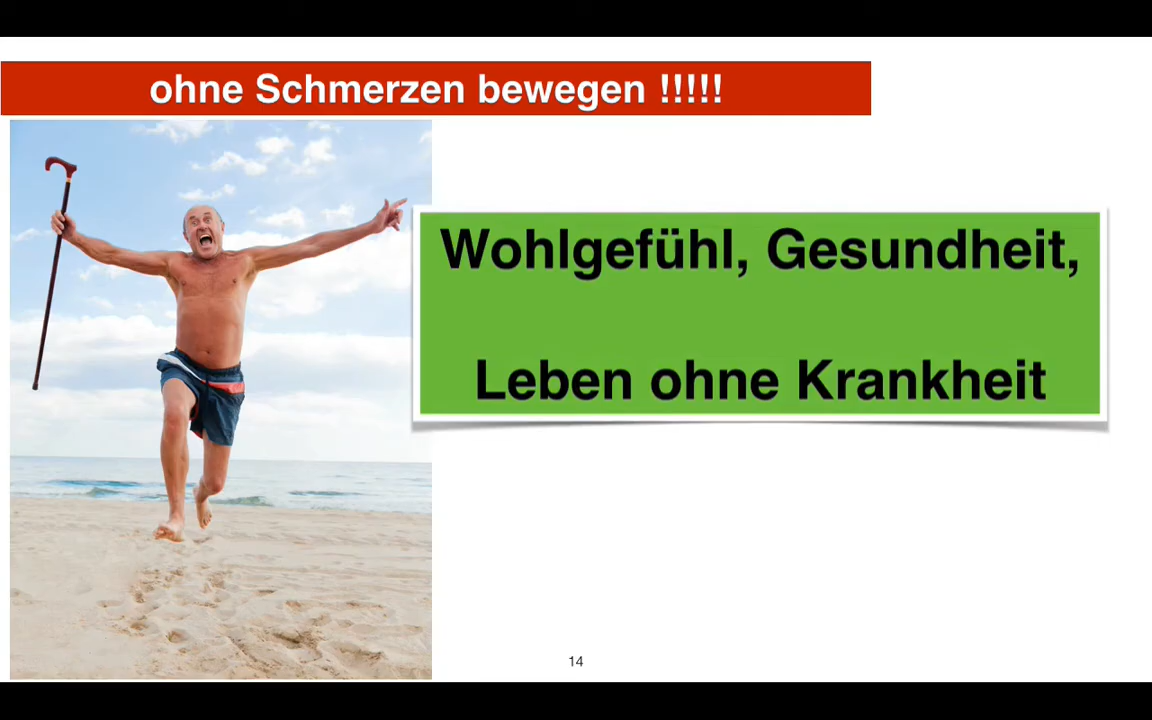 ohne Schmerzen bewegen !!!!!
Wohlgefühl, Gesundheit,
Leben ohne Krankheit
14